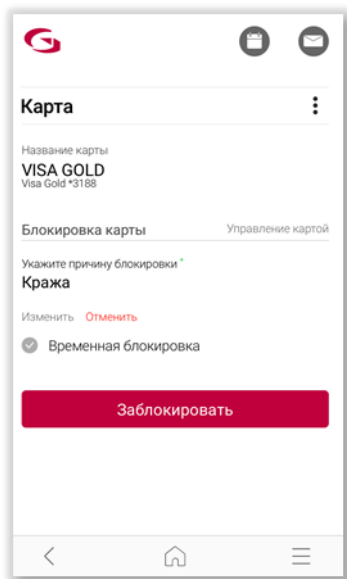 Карта
Название карты
VISA GOLD
Visa Gold *3188
Блокировка карты Управление картой
Укажите причину блокировки *
Кража
Изменить Отменить
Временная блокировка
Заблокировать